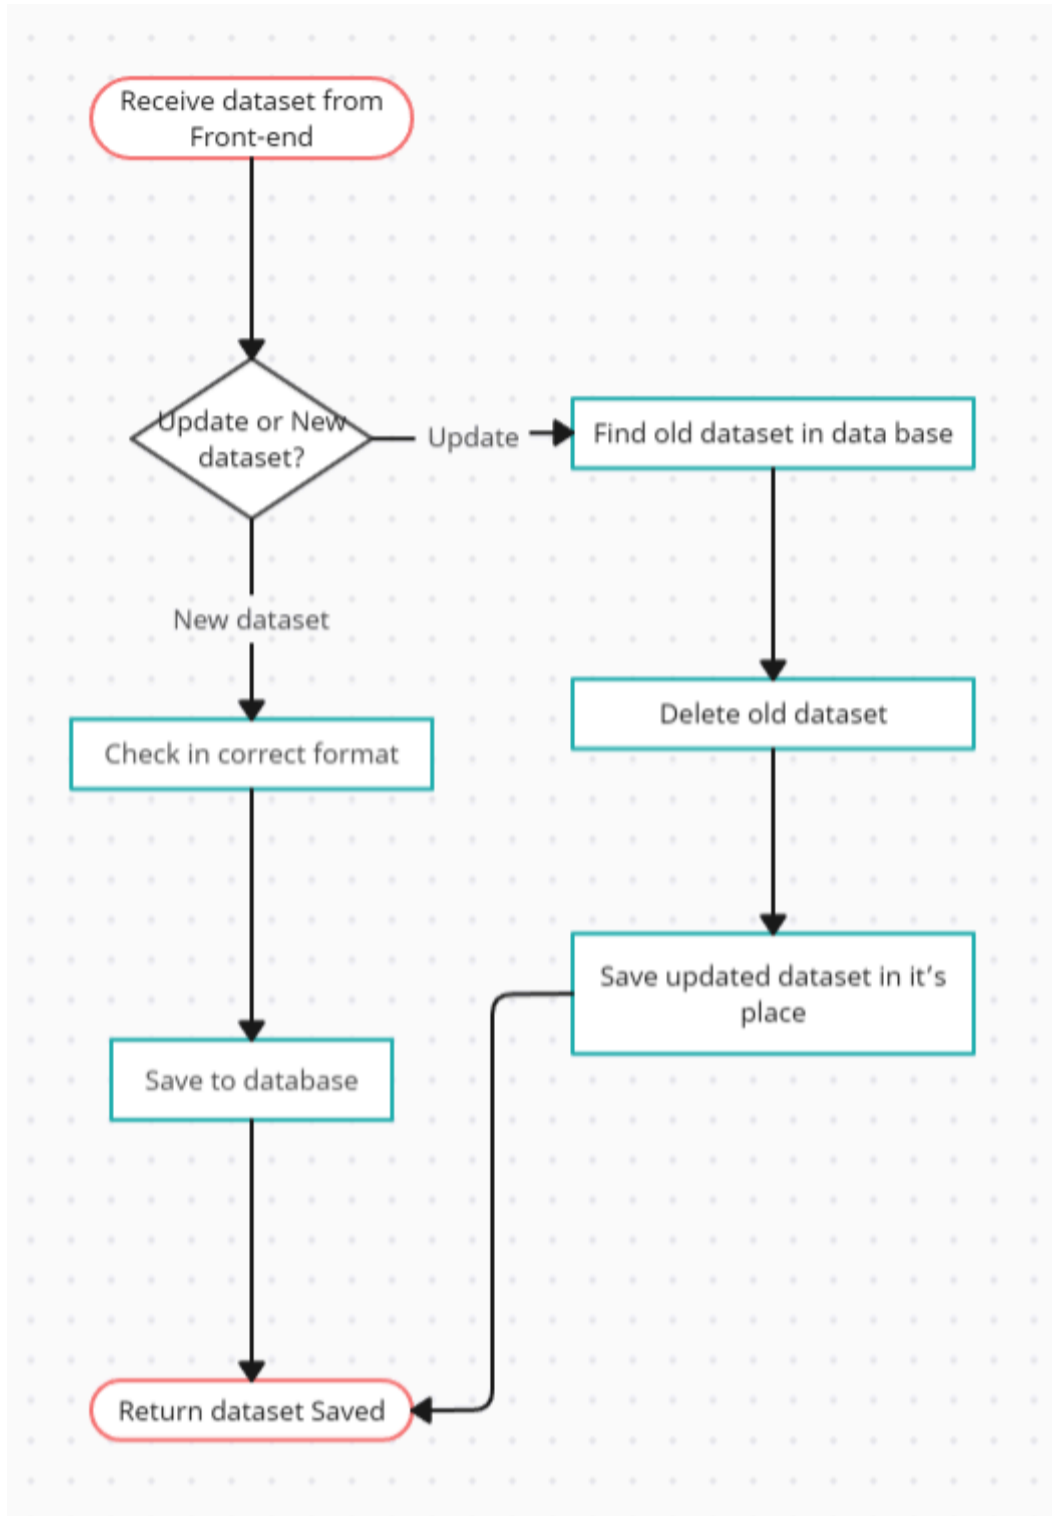 Receive dataset from
Front-end
Update or New
dataset?
Update
Find old dataset in data base
New dataset
Delete old dataset
Check in correct format
Save updated dataset in it’s
place
Save to database
Return dataset Saved